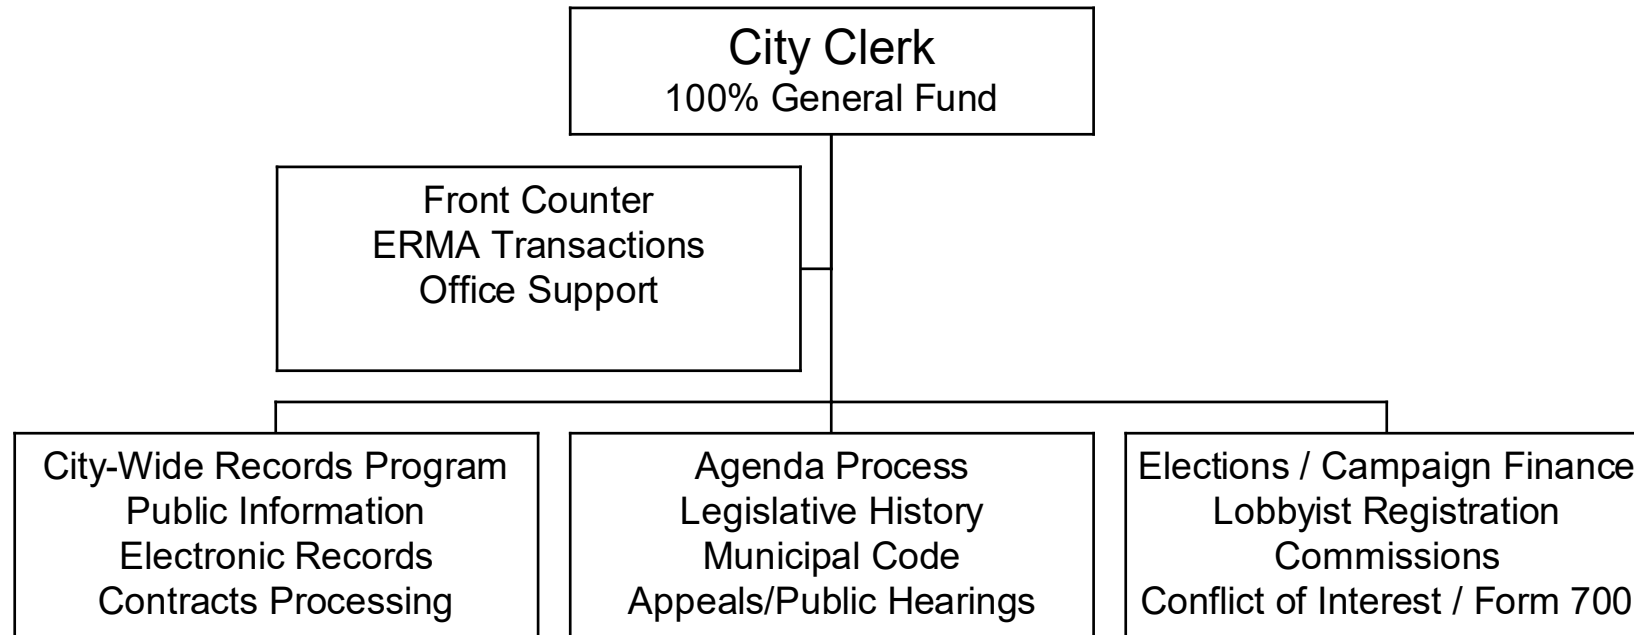 City Clerk
100% General Fund
Front Counter
ERMA Transactions
Office Support
City-Wide Records Program
Public Information
Electronic Records
Contracts Processing
Agenda Process
Legislative History
Municipal Code
Appeals/Public Hearings
Elections / Campaign Finance
Lobbyist Registration
Commissions
Conflict of Interest / Form 700